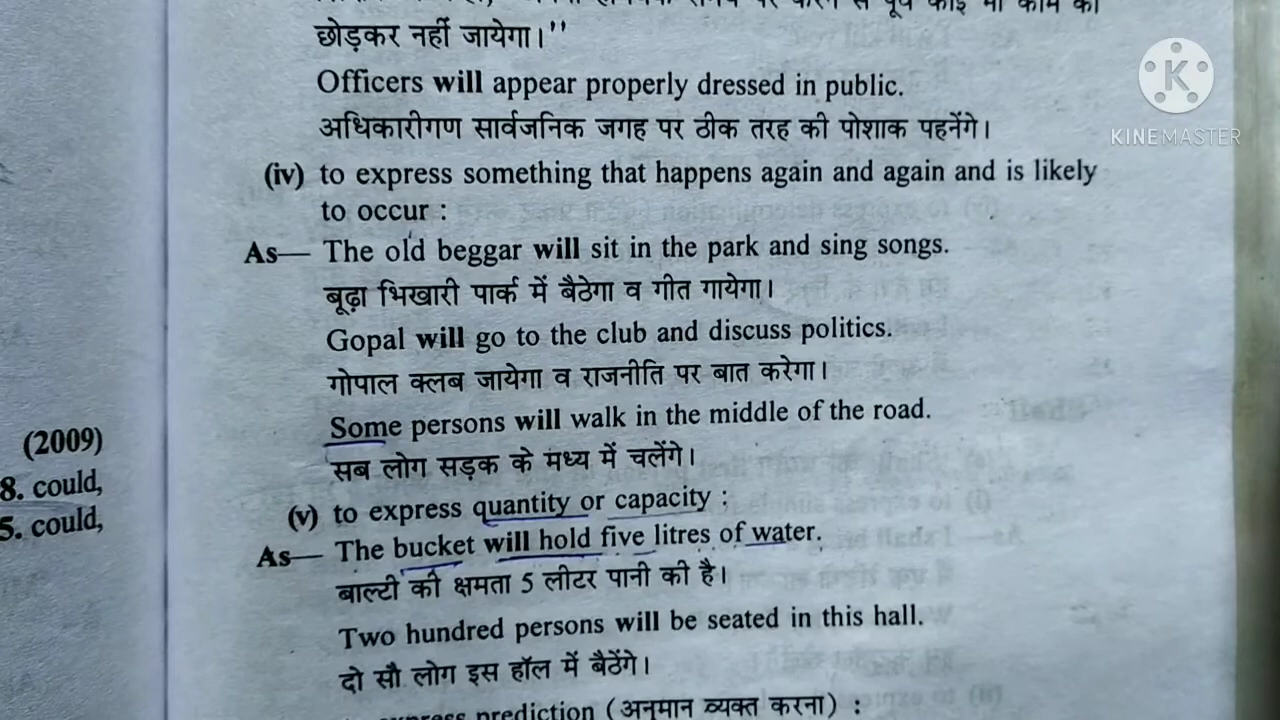 छोड़कर नहीं जायेगा।''
Officers will appear properly dressed in public.
अधिकारीगण सार्वजनिक जगह पर ठीक तरह की पोशाक पहनेंगे।
K
KINEMASTER
(iv) to express something that happens again and again and is likely
to occur :
As— The old beggar will sit in the park and sing songs.
बूढ़ा भिखारी पार्क में बैठेगा व गीत गायेगा।
Gopal will go to the club and discuss politics.
गोपाल क्लब जायेगा व राजनीति पर बात करेगा।
Some persons will walk in the middle of the road.
सब लोग सड़क के मध्य में चलेंगे।
(2009)
8. could,
5. could,
(v) to express quantity or capacity :
As— The bucket will hold five litres of water.
बाल्टी की क्षमता 5 लीटर पानी की है।
Two hundred persons will be seated in this hall.
दो सौ लोग इस हॉल में बैठेंगे।
express prediction (अनुमान व्यक्त करना) :